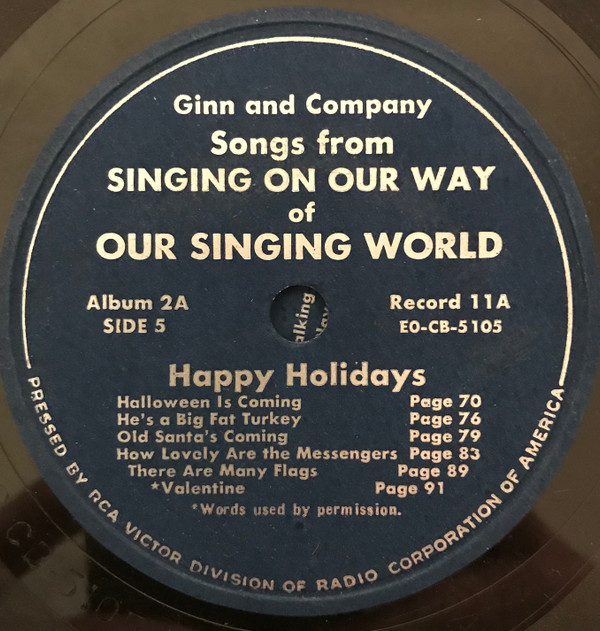 Ginn and Company
Songs from
SINGING ON OUR WAY
of
OUR SINGING WORLD
Album 2A
SIDE 5
alking
Record 11A
EO-CB-5105
Happy Holidays
Halloween Is Coming Page 70
He's a Big Fat Turkey Page 76
Old Santa's Coming Page 79
How Lovely Are the Messengers Page 83
There Are Many Flags Page 89
*Valentine Page 91
*Words used by permission.
PRESSED BY RCA VICTOR DIVISION OF RADIO CORPORATION OF AMERICA